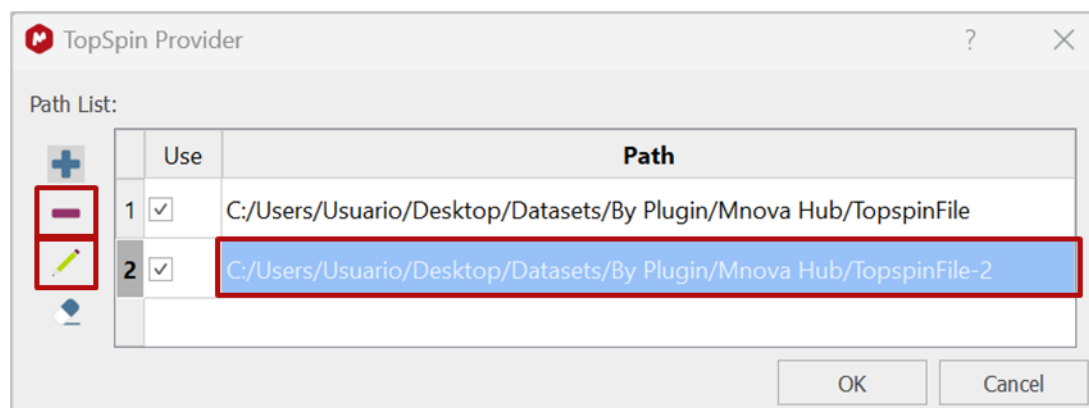 TopSpin Provider ?
Path List:
Use Path
1 C:/Users/Usuario/Desktop/Datasets/By Plugin/Mnova Hub/TopspinFile
2 C:/Users/Usuario/Desktop/Datasets/By Plugin/Mnova Hub/TopspinFile-2
OK Cancel